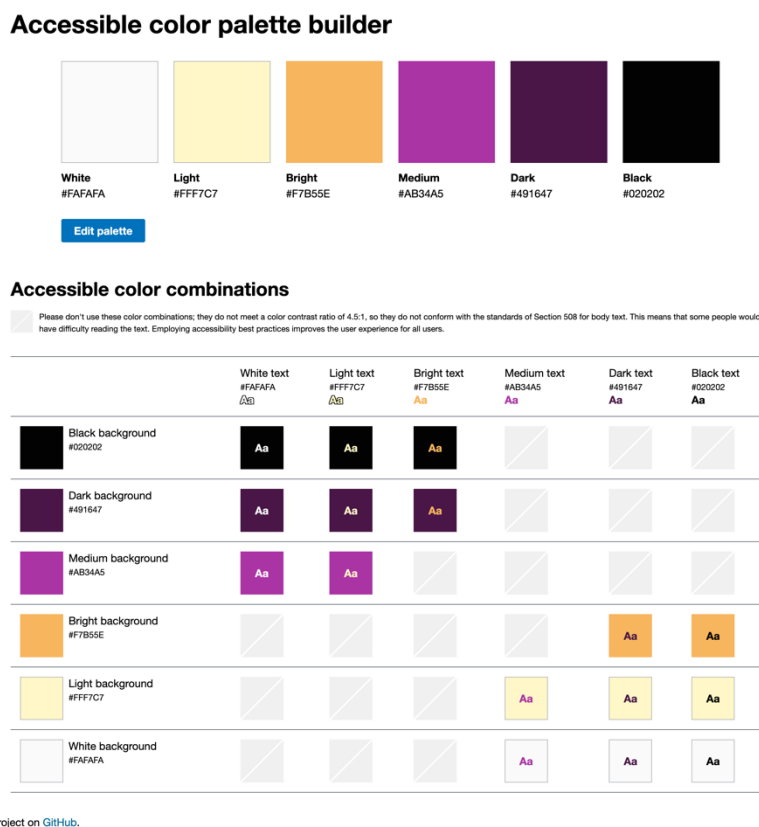 Accessible color palette builder
White Light Bright Medium Dark Black
#FAFAFA #FFF7C7 #F7B55E #AB34A5 #491647 #020202
Edit palette
Accessible color combinations
Please don't use these color combinations; they do not meet a color contrast ratio of 4.5:1, so they do not conform with the standards of Section 508 for body text. This means that some people would
have difficulty reading the text. Employing accessibility best practices improves the user experience for all users.
White text Light text Bright text Medium text Dark text Black text
#FAFAFA #FFF7C7 #F7B55E #AB34A5 #491647 #020202
Aa Aa Aa Aa Aa Aa
Black background
#020202
Aa Aa Aa
Dark background
#491647
Aa Aa Aa
Medium background
#AB34A5
Aa Aa
Bright background
#F7B55E
Aa Aa
Light background
#FFF7C7
Aa Aa Aa
White background
#FAFAFA
Aa Aa Aa
roject on GitHub.